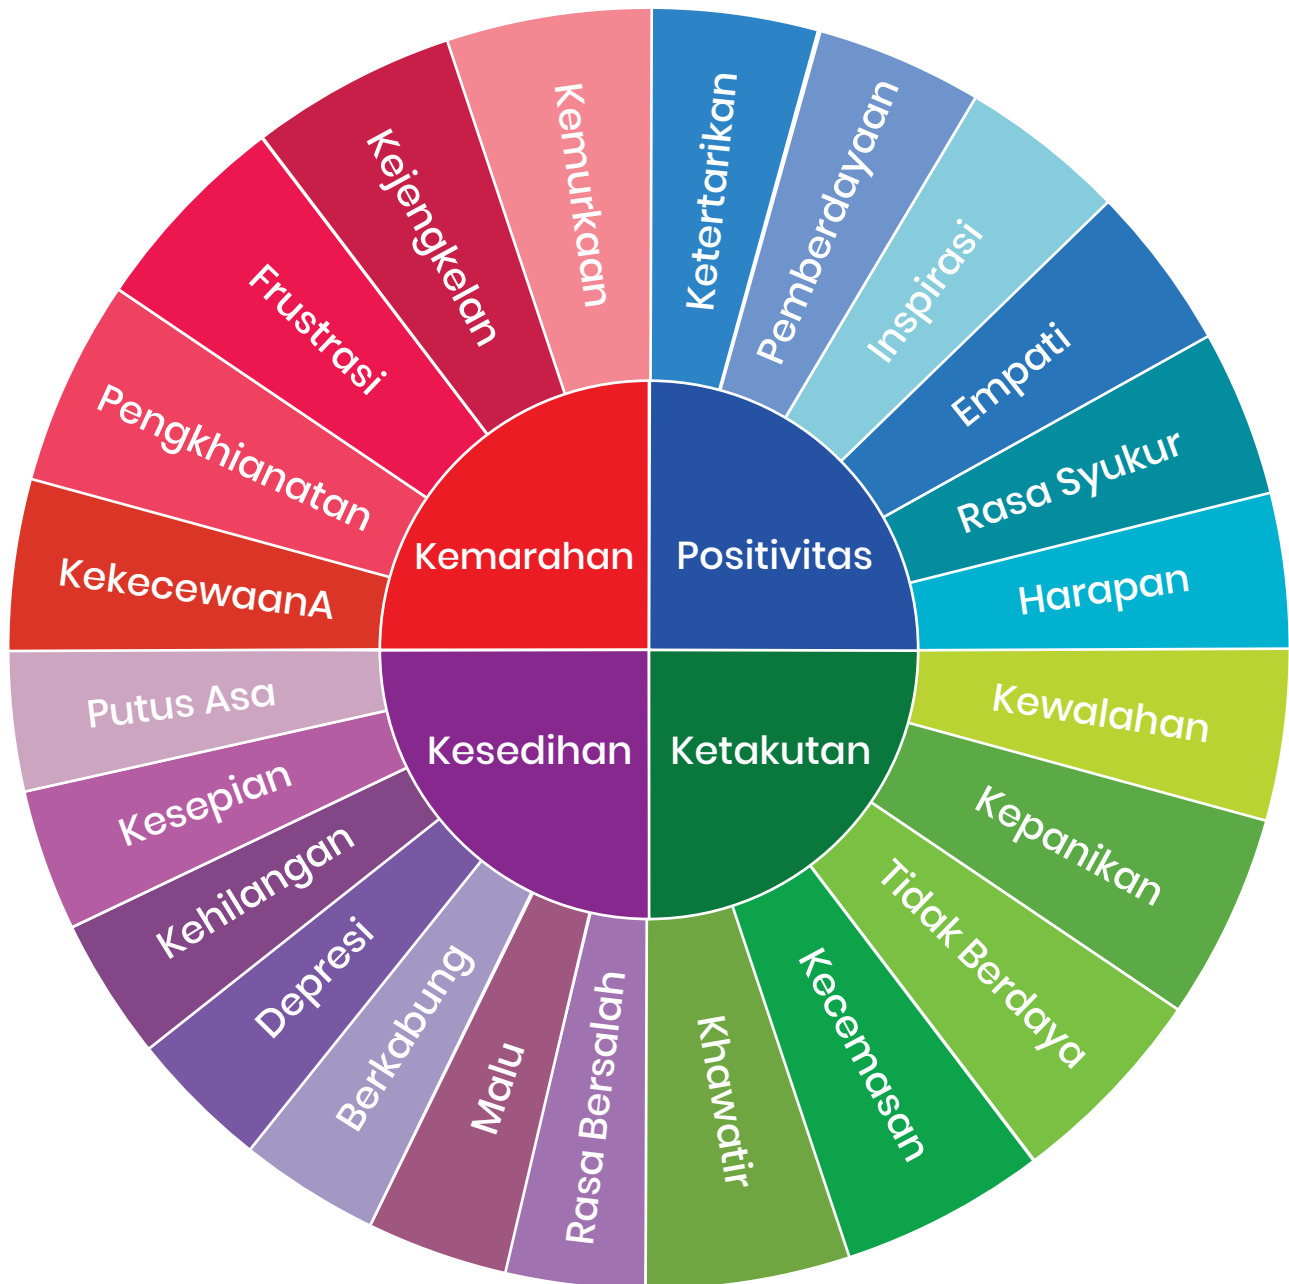 Kemarahan
Positivitas
Kesedihan
Ketakutan
Ketertarikan
Pemberdayaan
Inspirasi
Empati
Rasa Syukur
Harapan
Kewalahan
Kepanikan
Tidak Berdaya
Kecemasan
Khawatir
Rasa Bersalah
Malu
Berkabung
Depresi
Kehilangan
Kesepian
Putus Asa
KekecewaanA
Pengkhianatan
Frustrasi
Kejengkelan
Kemurkaan